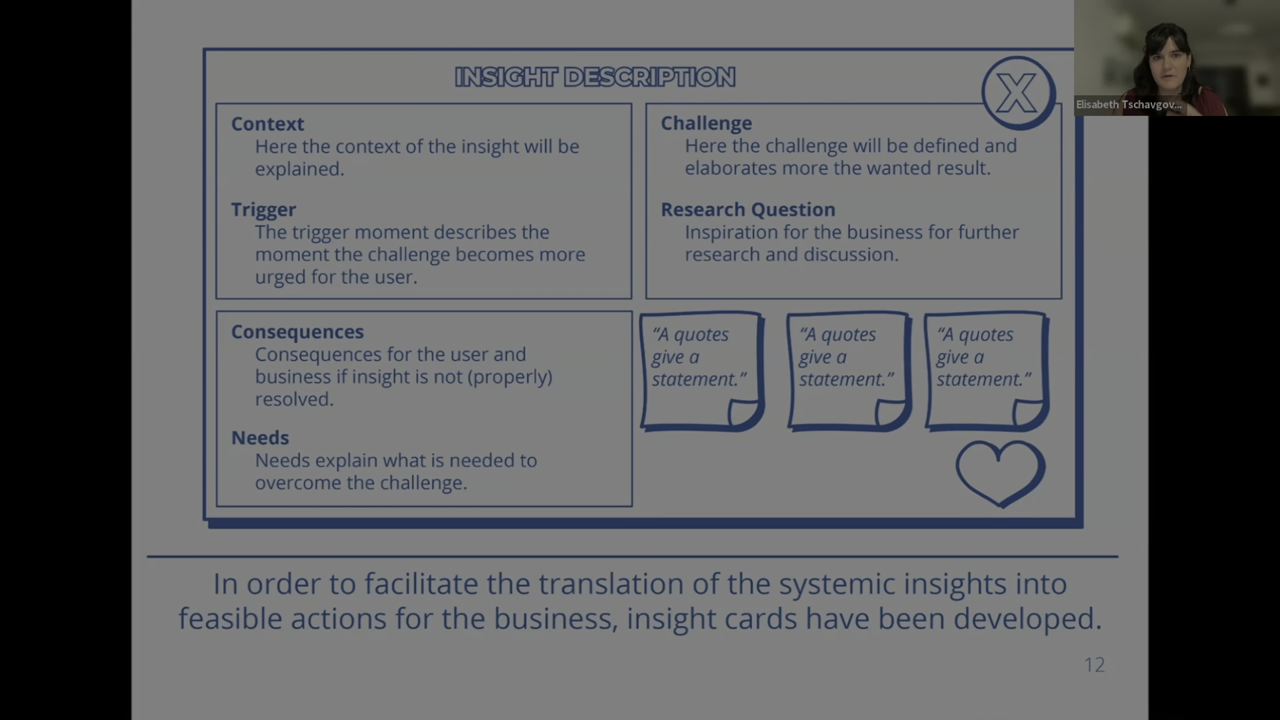 INSIGHT DESCRIPTION
X
Elisabeth Tschavgov...
Context
Here the context of the insight will be
explained.
Trigger
The trigger moment describes the
moment the challenge becomes more
urged for the user.
Challenge
Here the challenge will be defined and
elaborates more the wanted result.
Research Question
Inspiration for the business for further
research and discussion.
Consequences
Consequences for the user and
business if insight is not (properly)
resolved.
Needs
Needs explain what is needed to
overcome the challenge.
“A quotes
give a
statement.”
“A quotes
give a
statement.”
“A quotes
give a
statement.”
In order to facilitate the translation of the systemic insights into
feasible actions for the business, insight cards have been developed.
12